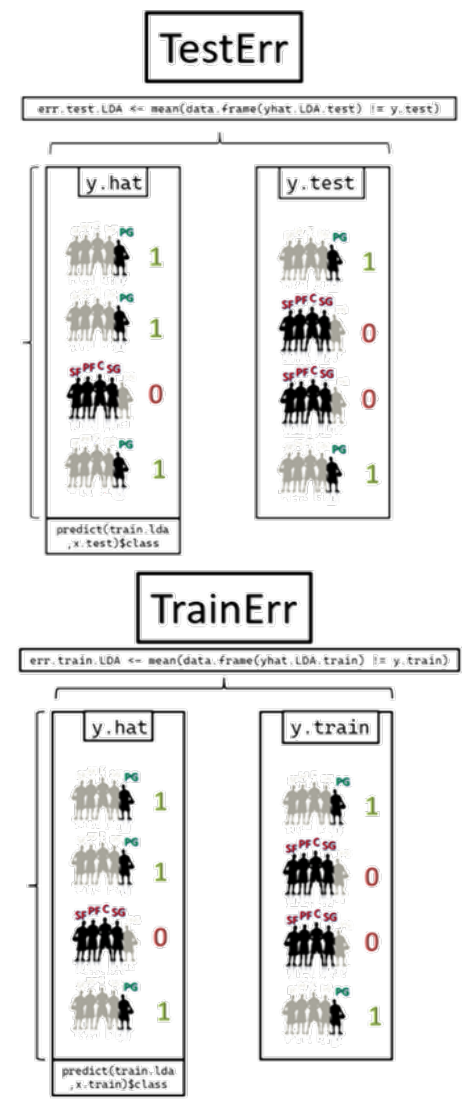 TestErr
err.test.LDA <= mean(data.frame(yhat.LDA.test) != y.test)
y.hat
y.test
PG
1
PG
1
SF PF C SG
0
PG
1
predict(train.lda
,x.test)$class
PG
1
SF PF C SG
0
SF PF C SG
0
PG
1
TrainErr
err.train.LDA <= mean(data.frame(yhat.LDA.train) != y.train)
y.hat
y.train
PG
1
PG
1
SF PF C SG
0
PG
1
predict(train.lda
,x.train)$class
PG
1
SF PF C SG
0
SF PF C SG
0
PG
1